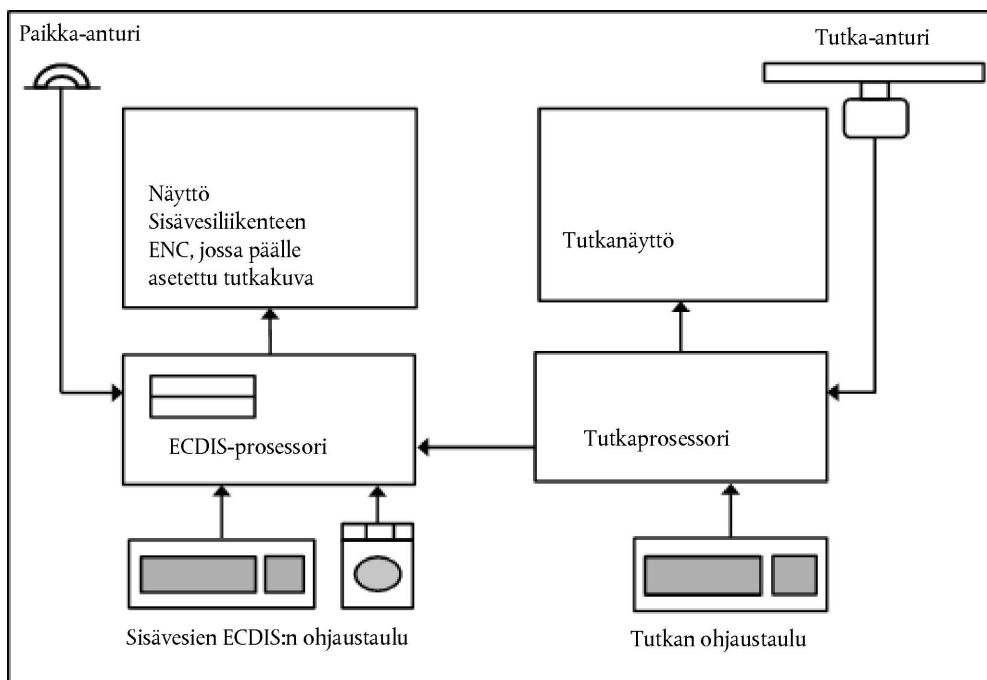 Paikka-anturi
Tutka-anturi
Näyttö
Sisävesiliikenteen
ENC, jossa päälle
asetettu tutkakuva
Tutkanäyttö
ECDIS-prosessori
Tutkaprosessori
Sisävesien ECDIS:n ohjaustaulu
Tutkan ohjaustaulu